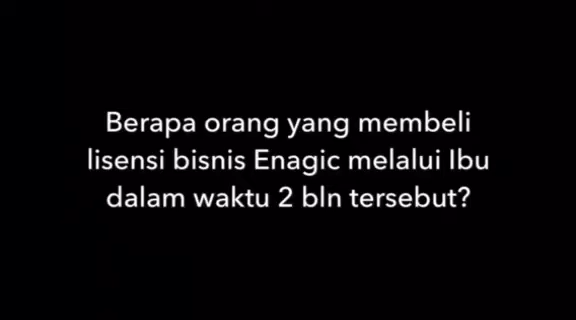 Berapa orang yang membeli
lisensi bisnis Enagic melalui Ibu
dalam waktu 2 bln tersebut?